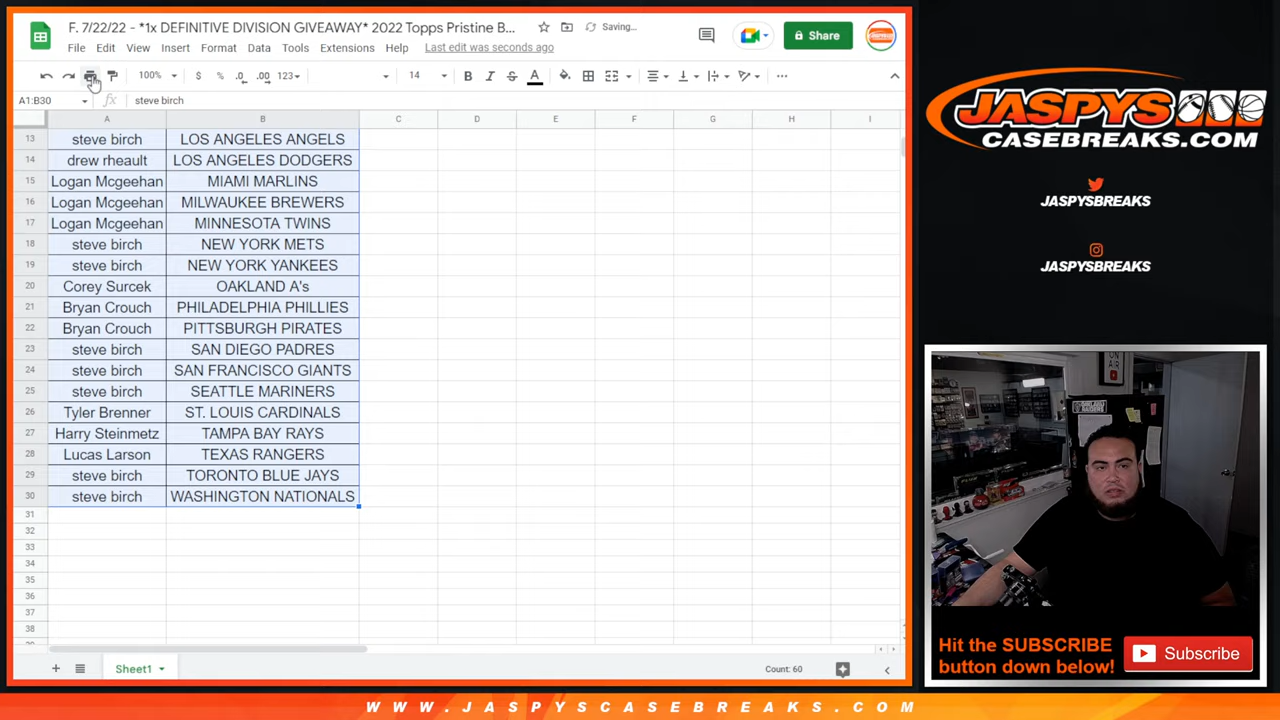 F. 7/22/22 - *1x DEFINITIVE DIVISION GIVEAWAY* 2022 Topps Pristine B...
Saving...
File Edit View Insert Format Data Tools Extensions Help Last edit was seconds ago
Share
100% $ % .0 .00 123 14 B I S A
A1:B30 fx steve birch
A B C D E F G H I
13 steve birch LOS ANGELES ANGELS
14 drew rheault LOS ANGELES DODGERS
15 Logan Mcgeehan MIAMI MARLINS
16 Logan Mcgeehan MILWAUKEE BREWERS
17 Logan Mcgeehan MINNESOTA TWINS
18 steve birch NEW YORK METS
19 steve birch NEW YORK YANKEES
20 Corey Surcek OAKLAND A's
21 Bryan Crouch PHILADELPHIA PHILLIES
22 Bryan Crouch PITTSBURGH PIRATES
23 steve birch SAN DIEGO PADRES
24 steve birch SAN FRANCISCO GIANTS
25 steve birch SEATTLE MARINERS
26 Tyler Brenner ST. LOUIS CARDINALS
27 Harry Steinmetz TAMPA BAY RAYS
28 Lucas Larson TEXAS RANGERS
29 steve birch TORONTO BLUE JAYS
30 steve birch WASHINGTON NATIONALS
31
32
33
34
35
36
37
38
Sheet1
Count: 60
JASPYS
CASEBREAKS.COM
JASPYSBREAKS
JASPYSBREAKS
Hit the SUBSCRIBE
button down below!
Subscribe
WWW.JASPYSCASEBREAKS.COM